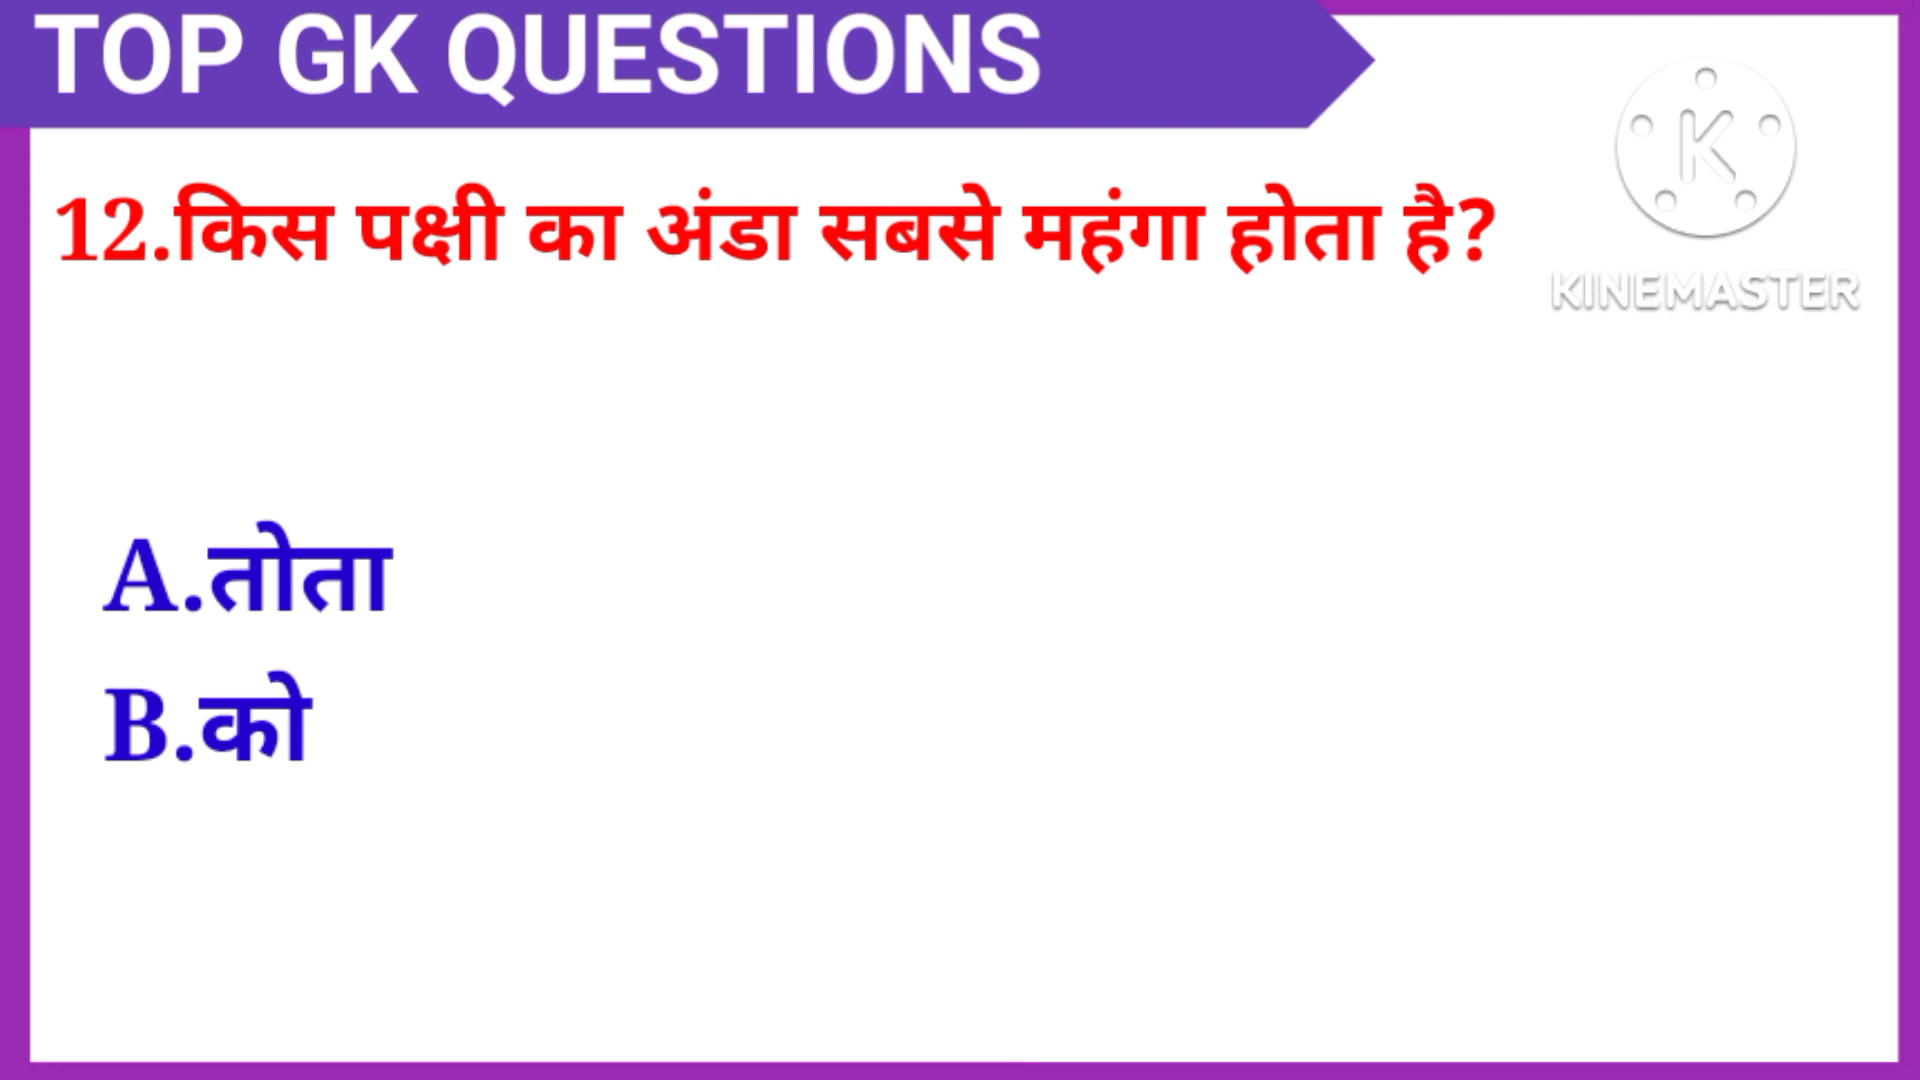 TOP GK QUESTIONS
12.किस पक्षी का अंडा सबसे महंगा होता है?
K
KINEMASTER
A.तोता
B.को